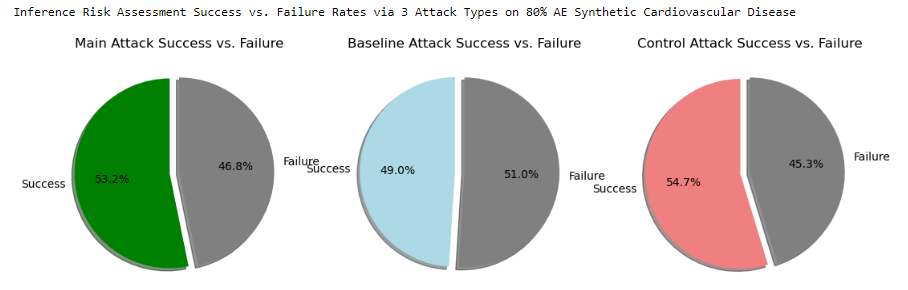 Inference Risk Assessment Success vs. Failure Rates via 3 Attack Types on 80% AE Synthetic Cardiovascular Disease
Main Attack Success vs. Failure
Success
53.2%
46.8%
Failure
Baseline Attack Success vs. Failure
Success
49.0%
51.0%
Failure
Control Attack Success vs. Failure
Success
54.7%
45.3%
Failure